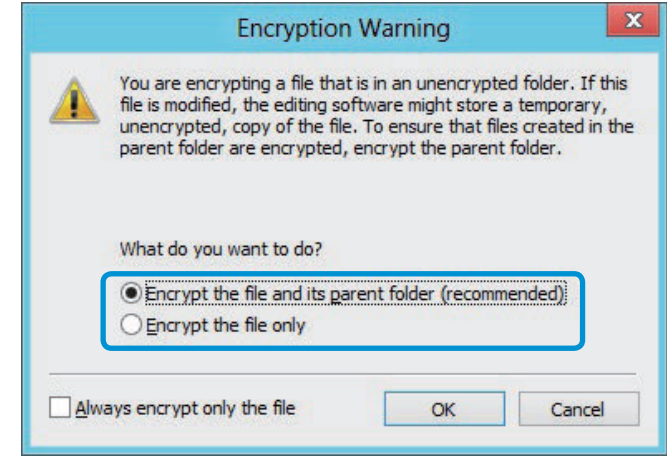 Encryption Warning
x
You are encrypting a file that is in an unencrypted folder. If this
file is modified, the editing software might store a temporary,
unencrypted, copy of the file. To ensure that files created in the
parent folder are encrypted, encrypt the parent folder.
What do you want to do?
Encrypt the file and its parent folder (recommended)
Encrypt the file only
Always encrypt only the file
OK
Cancel